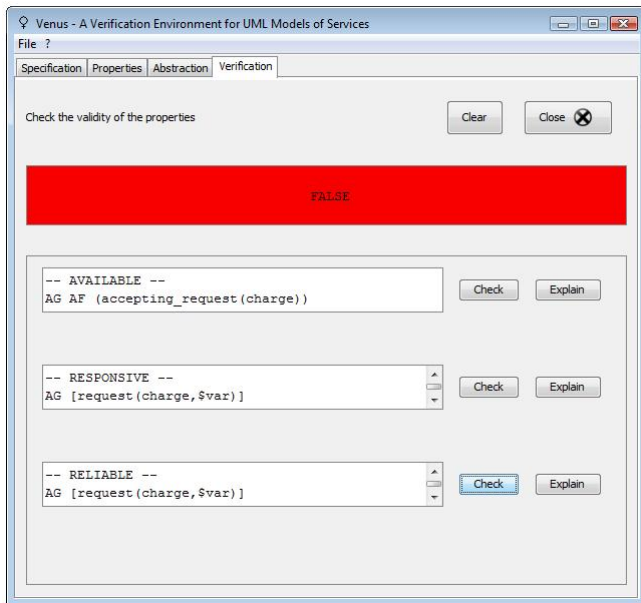 Venus - A Verification Environment for UML Models of Services
File ?
Specification Properties Abstraction Verification
Check the validity of the properties
Clear
Close
FALSE
-- AVAILABLE --
AG AF (accepting_request(charge))
Check
Explain
-- RESPONSIVE --
AG [request(charge,$var)]
Check
Explain
-- RELIABLE --
AG [request(charge,$var)]
Check
Explain